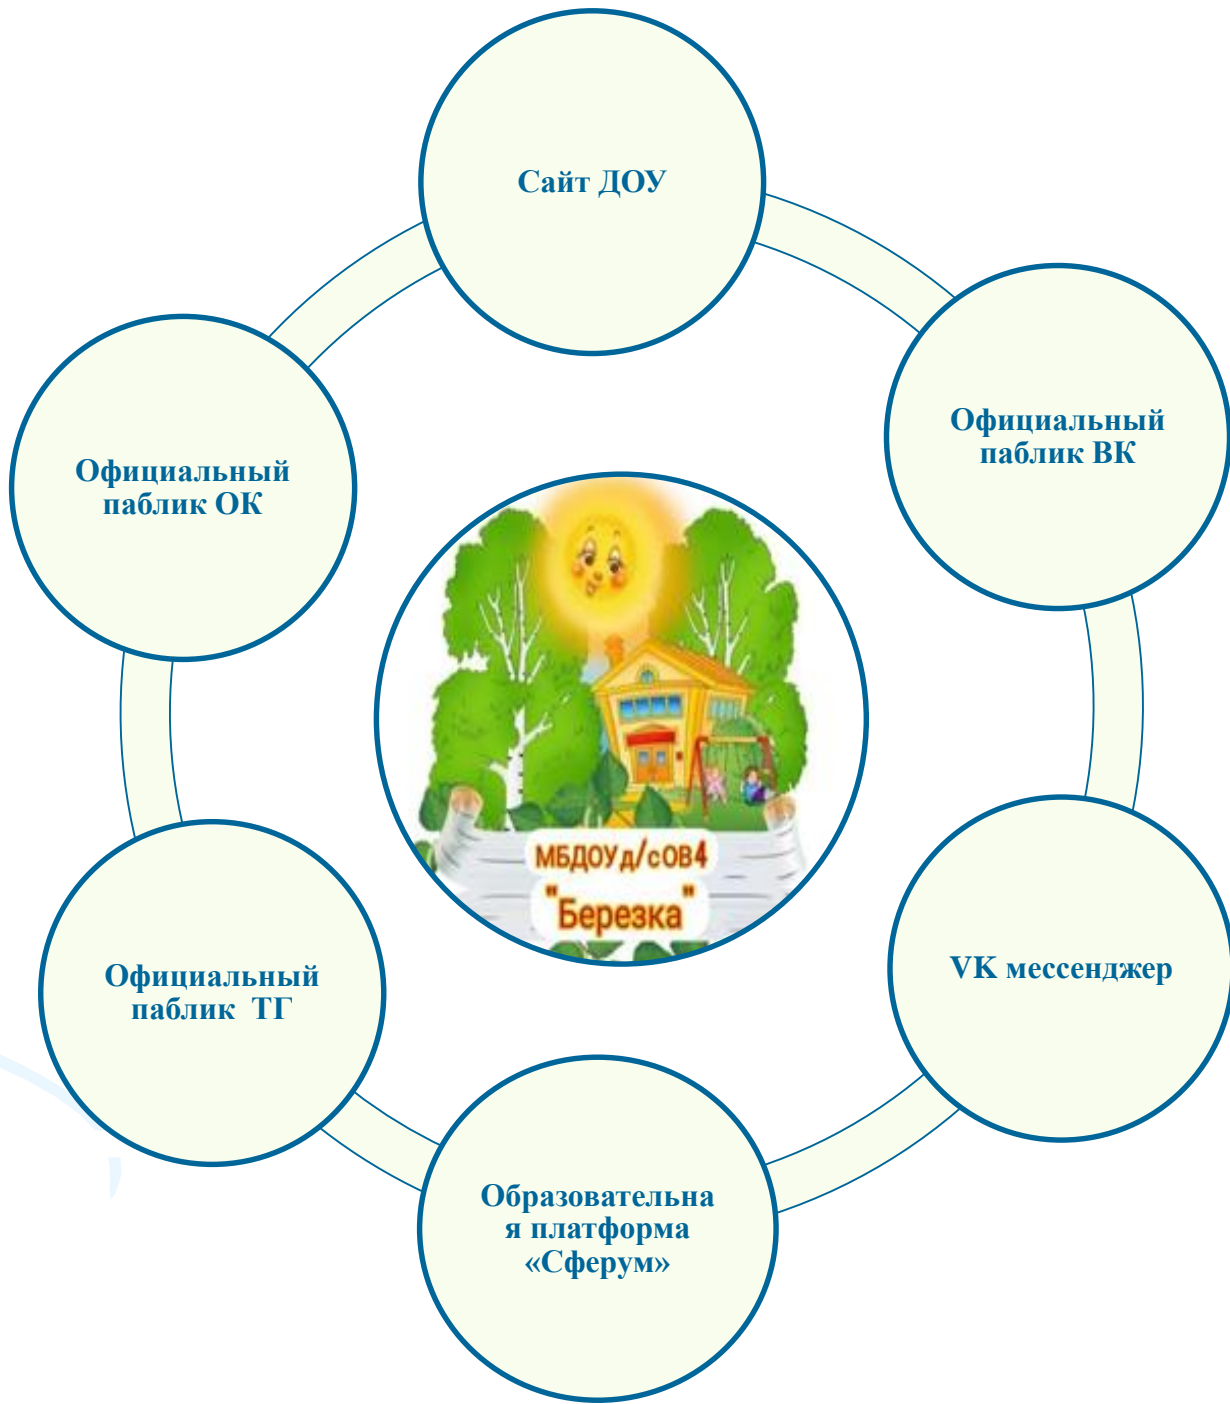 Сайт ДОУ
Официальный
паблик ВК
VK мессенджер
Образовательна
я платформа
«Сферум»
Официальный
паблик  ТГ
Официальный
паблик ОК
МБДОУ д/с ОВ4
"Березка"